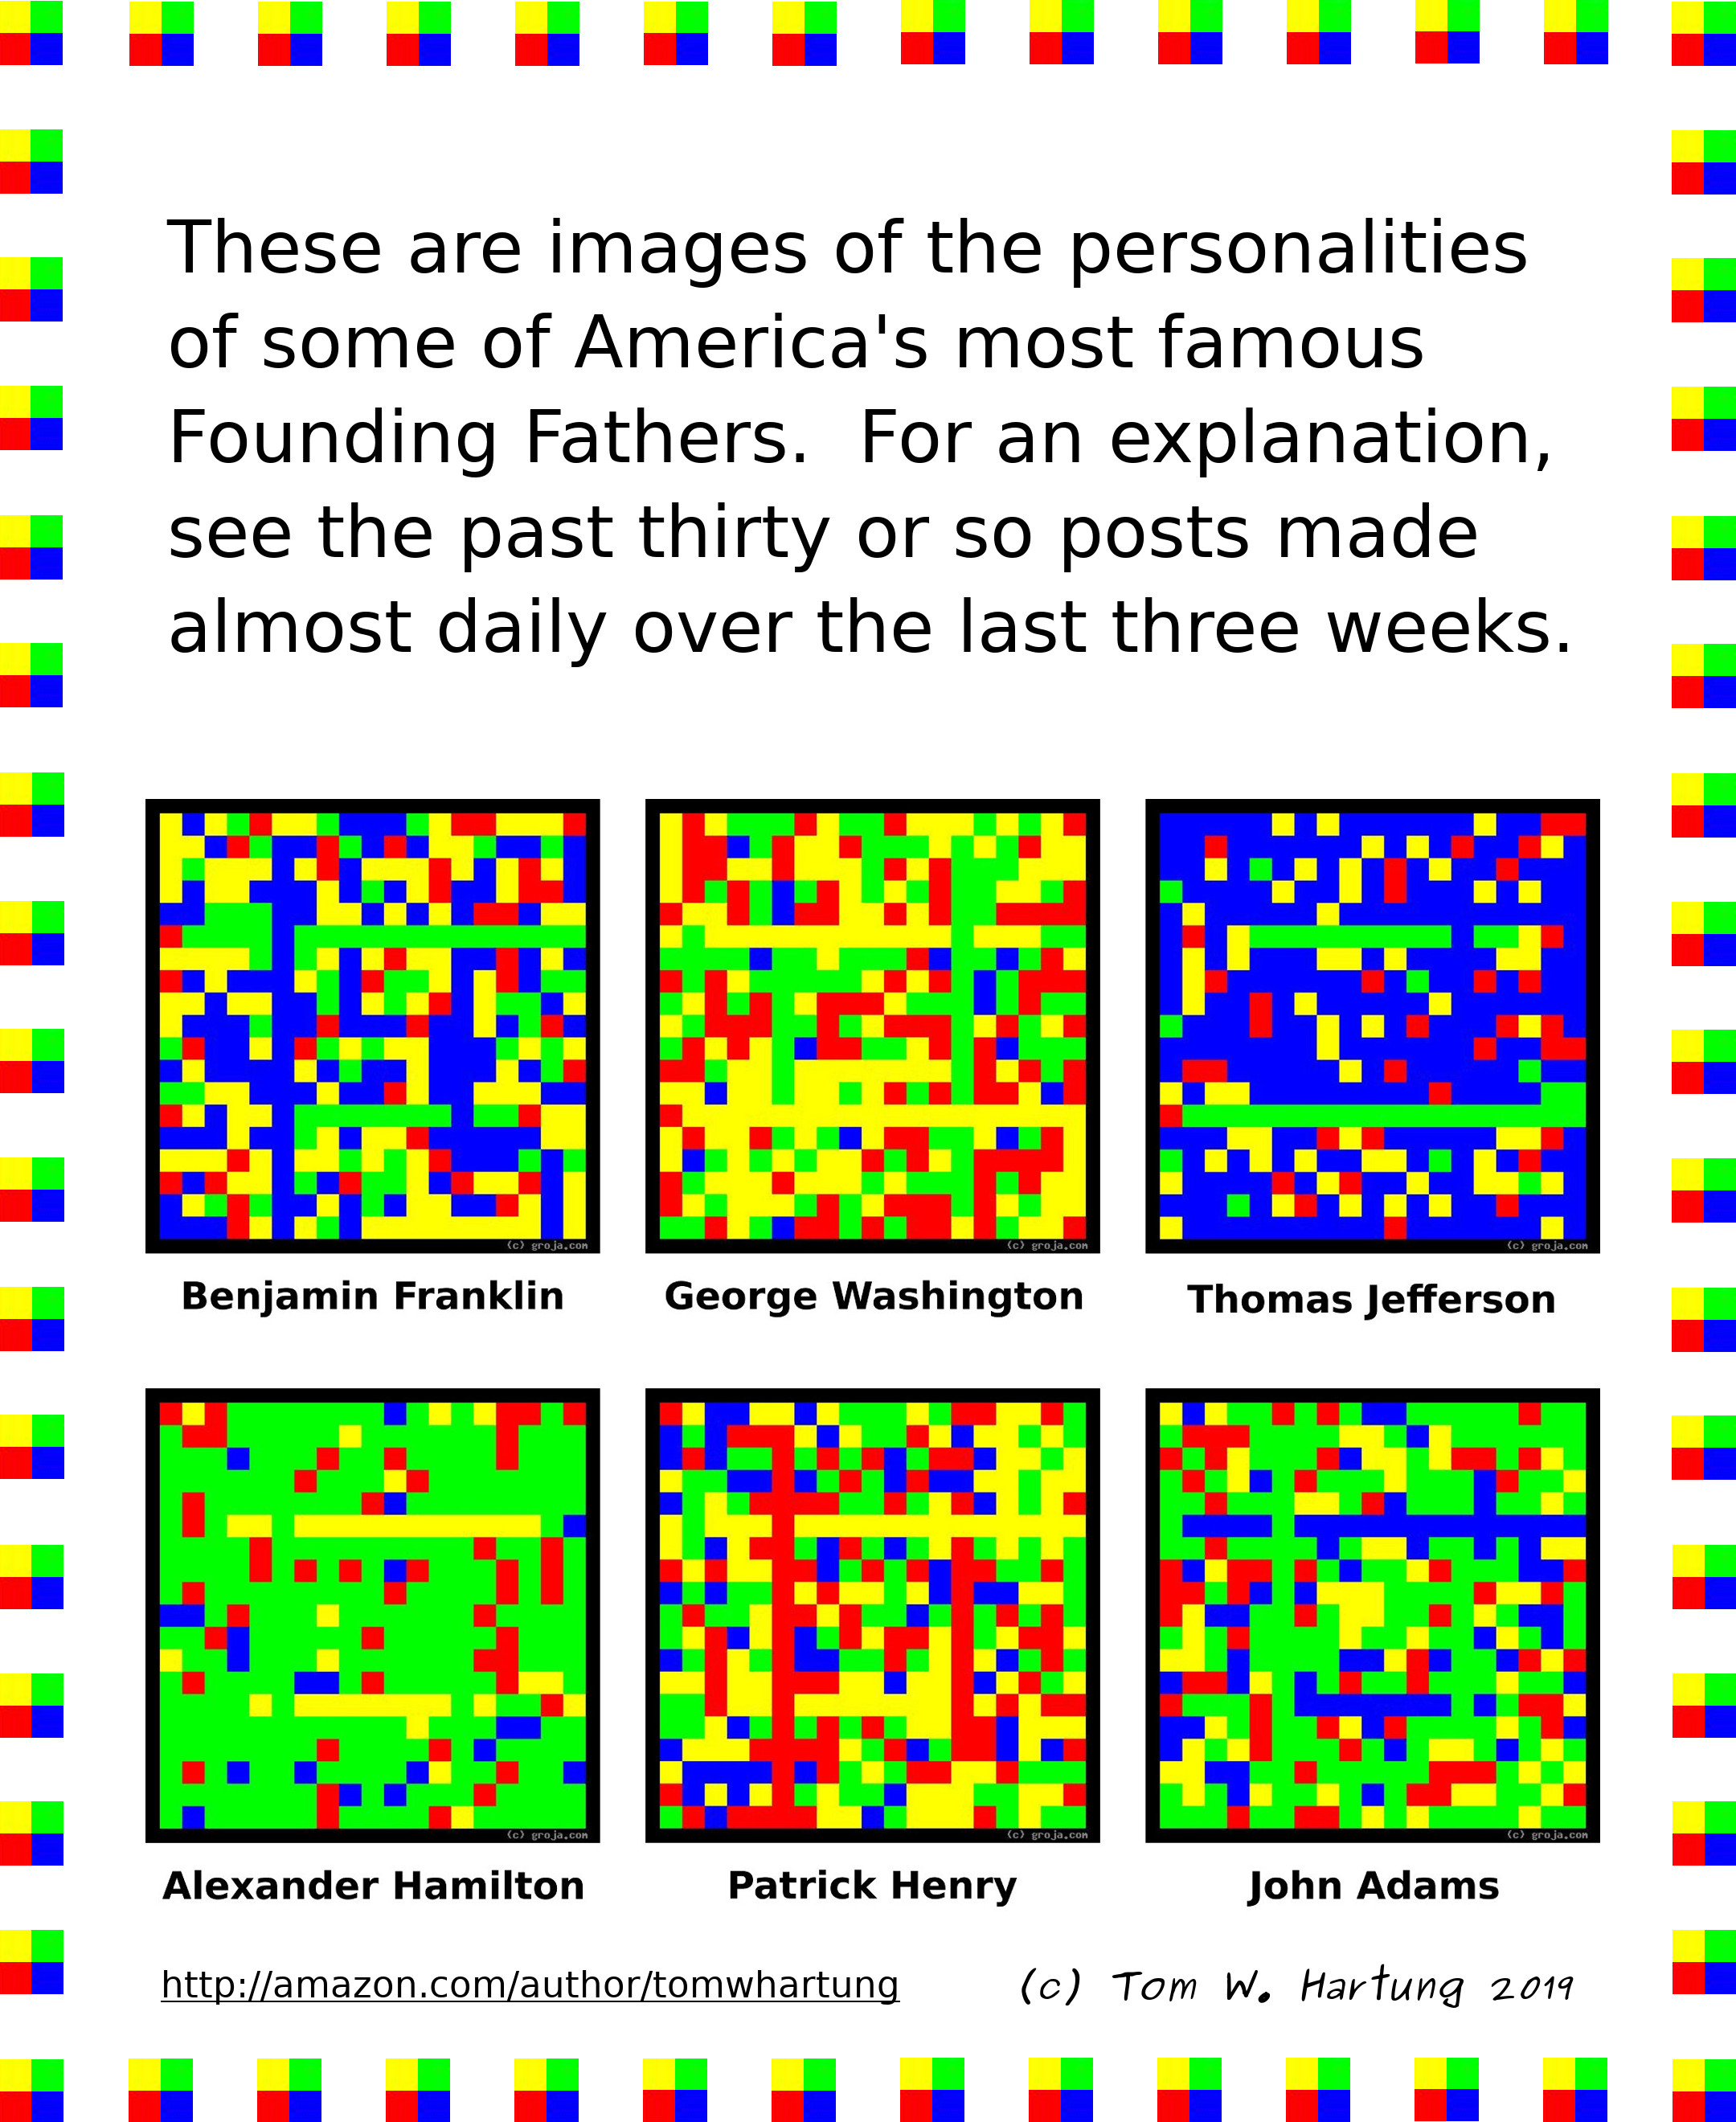 These are images of the personalities
of some of America's most famous
Founding Fathers.  For an explanation,
see the past thirty or so posts made
almost daily over the last three weeks.
(c) groja.com
(c) groja.com
(c) groja.com
Benjamin Franklin
George Washington
Thomas Jefferson
(c) groja.com
(c) groja.com
(c) groja.com
Alexander Hamilton
Patrick Henry
John Adams
http://amazon.com/author/tomwhartung
(c) Tom W. Hartung 2019